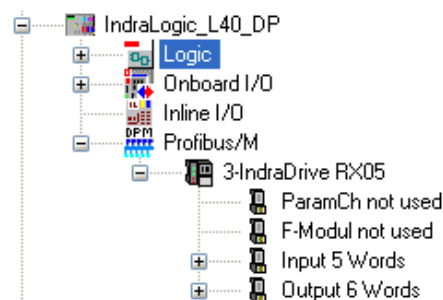 IndraLogic_L40_DP
Logic
Onboard I/O
Inline I/O
DPM
Profibus/M
3-IndraDrive RX05
ParamCh not used
F-Modul not used
Input 5 Words
Output 6 Words